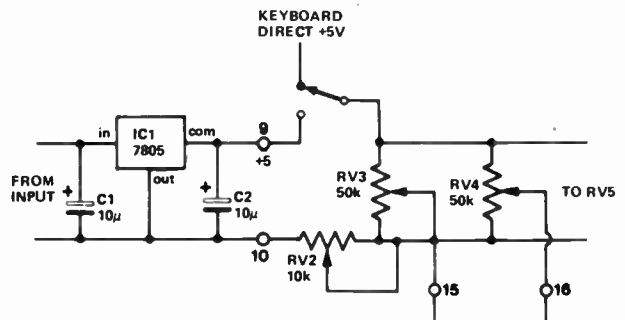 KEYBOARD
DIRECT +5V
in
IC1
7805
com
out
9
+5
FROM
INPUT
+
C1
10µ
+
C2
10µ
RV3
50k
RV4
50k
TO RV5
10
RV2
10k
15
16